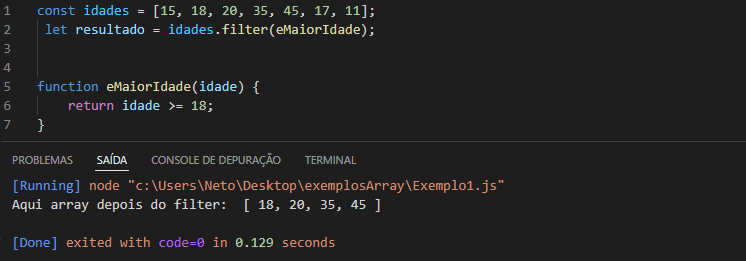 1 const idades = [15, 18, 20, 35, 45, 17, 11];
2 let resultado = idades.filter(eMaiorIdade);
3
4
5 function eMaiorIdade(idade) {
6 return idade >= 18;
7 }
PROBLEMAS SAÍDA CONSOLE DE DEPURAÇÃO TERMINAL
[Running] node "c:\Users\Neto\Desktop\exemplosArray\Exemplo1.js"
Aqui array depois do filter:  [ 18, 20, 35, 45 ]
[Done] exited with code=0 in 0.129 seconds